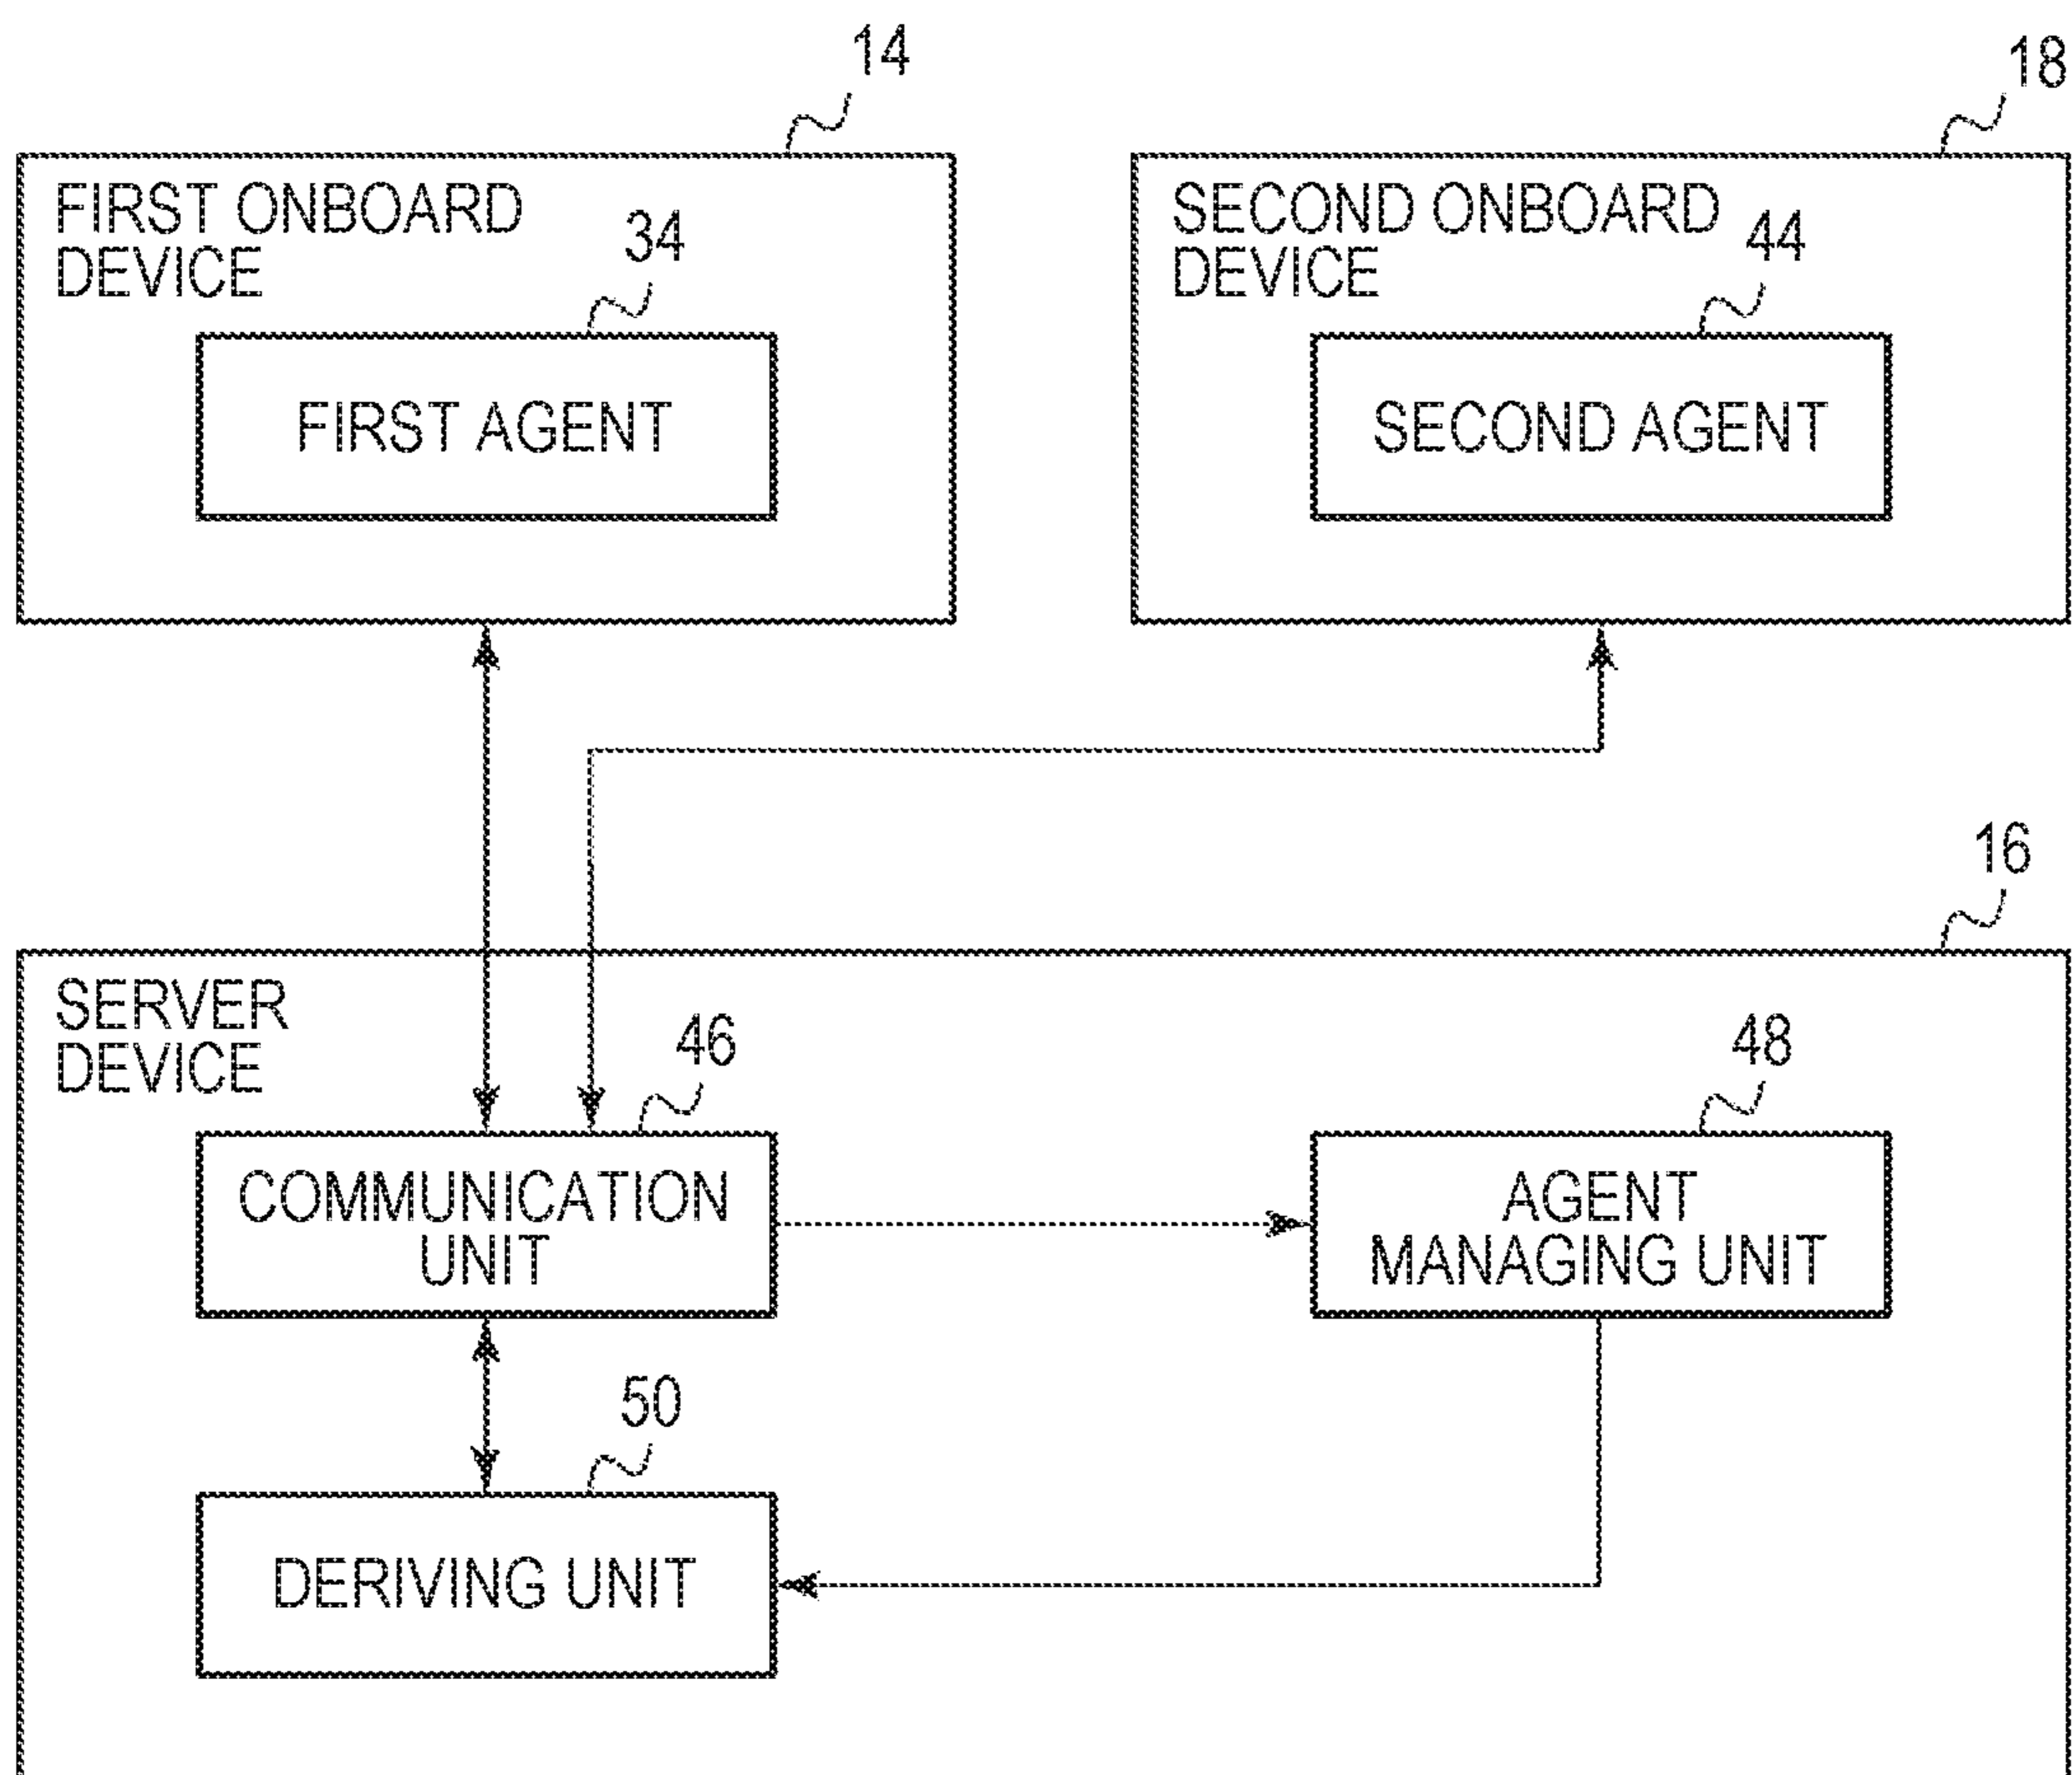 14
18
FIRST ONBOARD
DEVICE
34
FIRST AGENT
SECOND ONBOARD
DEVICE
44
SECOND AGENT
16
SERVER
DEVICE
46
COMMUNICATION
UNIT
48
AGENT
MANAGING UNIT
50
DERIVING UNIT